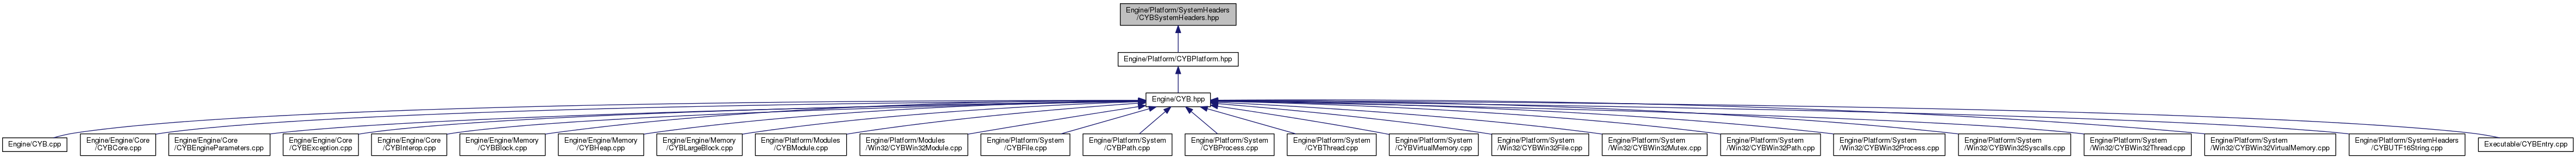 Engine/Platform/SystemHeaders
/CYBSystemHeaders.hpp
Engine/Platform/CYBPlatform.hpp
Engine/CYB.hpp
Engine/CYB.cpp
Engine/Engine/Core
/CYBCore.cpp
Engine/Engine/Core
/CYBEngineParameters.cpp
Engine/Engine/Core
/CYBException.cpp
Engine/Engine/Core
/CYBInterop.cpp
Engine/Engine/Memory
/CYBBlock.cpp
Engine/Engine/Memory
/CYBHeap.cpp
Engine/Engine/Memory
/CYBLargeBlock.cpp
Engine/Platform/Modules
/CYBModule.cpp
Engine/Platform/Modules
/Win32/CYBWin32Module.cpp
Engine/Platform/System
/CYBFile.cpp
Engine/Platform/System
/CYBPath.cpp
Engine/Platform/System
/CYBProcess.cpp
Engine/Platform/System
/CYBThread.cpp
Engine/Platform/System
/CYBVirtualMemory.cpp
Engine/Platform/System
/Win32/CYBWin32File.cpp
Engine/Platform/System
/Win32/CYBWin32Mutex.cpp
Engine/Platform/System
/Win32/CYBWin32Path.cpp
Engine/Platform/System
/Win32/CYBWin32Process.cpp
Engine/Platform/System
/Win32/CYBWin32Syscalls.cpp
Engine/Platform/System
/Win32/CYBWin32Thread.cpp
Engine/Platform/System
/Win32/CYBWin32VirtualMemory.cpp
Engine/Platform/SystemHeaders
/CYBUTF16String.cpp
Executable/CYBEntry.cpp